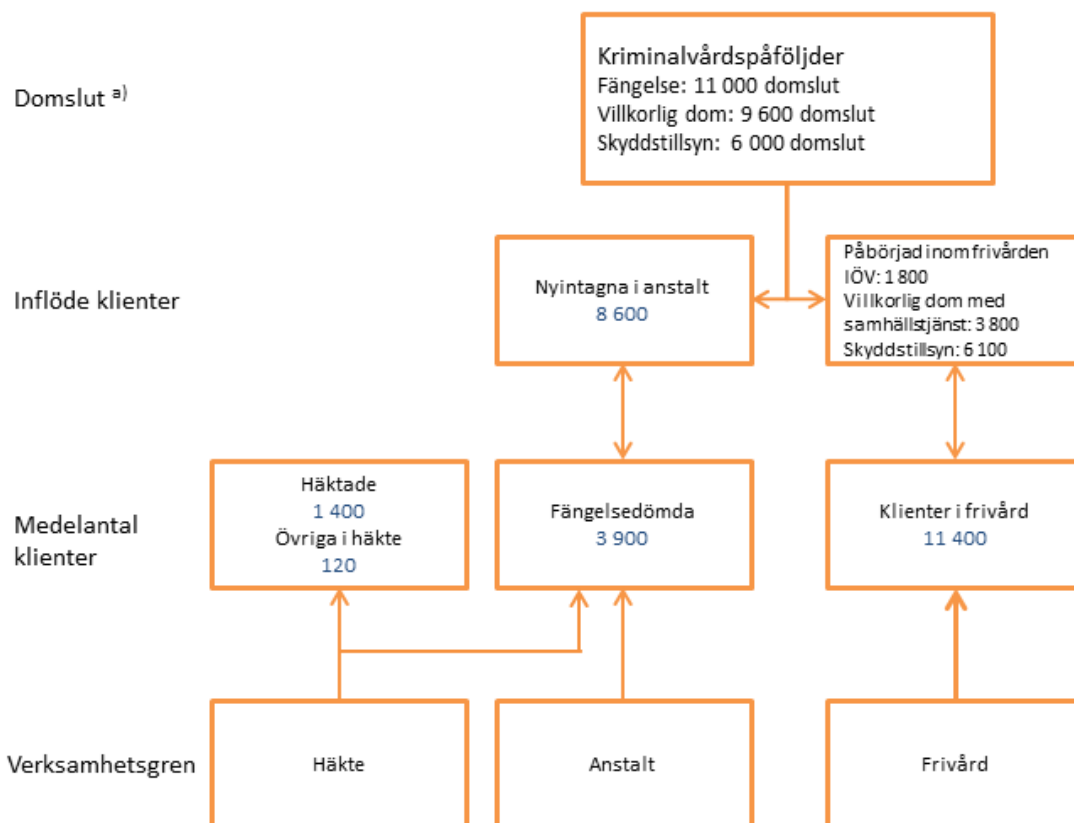 Domslut a)
Kriminalvårdspåföljder
Fängelse: 11 000 domslut
Villkorlig dom: 9 600 domslut
Skyddstillsyn: 6 000 domslut
Inflöde klienter
Nyintagna i anstalt
8 600
Påbörjad inom frivården
IÖV: 1 800
Villkorlig dom med
samhällstjänst: 3 800
Skyddstillsyn: 6 100
Medelantal
klienter
Häktade
1 400
Övriga i häkte
120
Fängelsedömda
3 900
Klienter i frivård
11 400
Verksamhetsgren
Häkte
Anstalt
Frivård